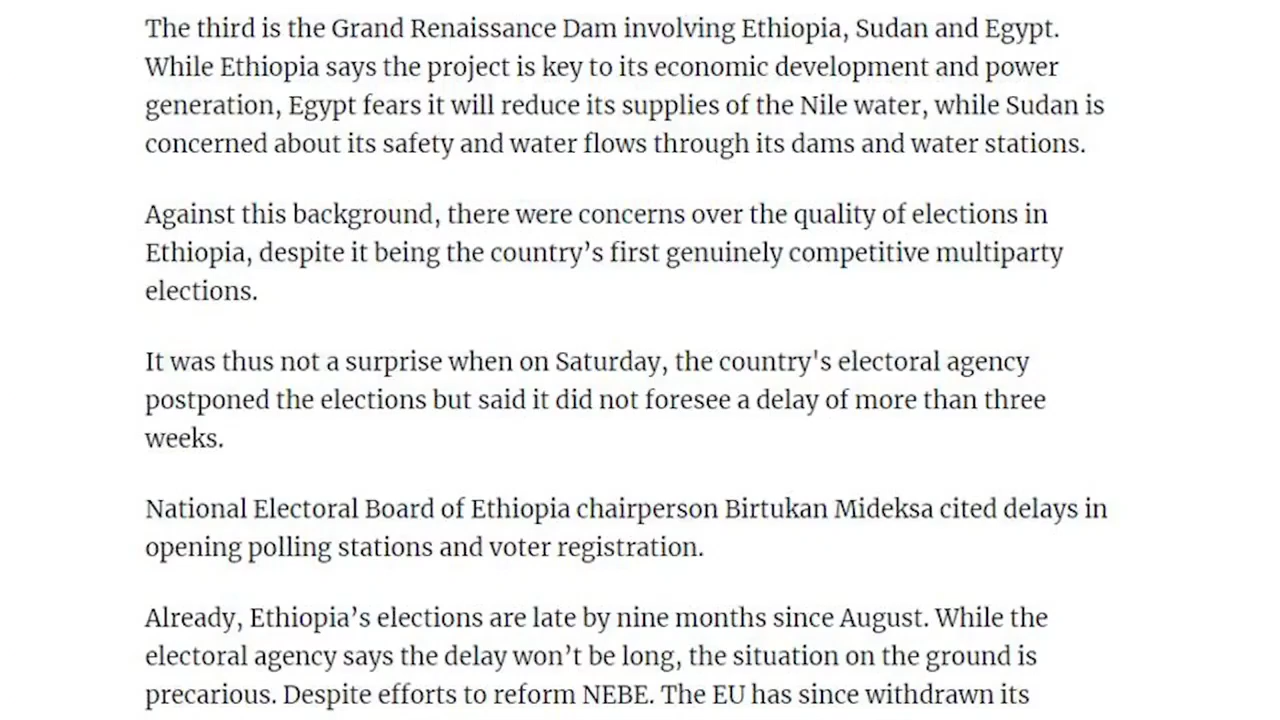 The third is the Grand Renaissance Dam involving Ethiopia, Sudan and Egypt.
While Ethiopia says the project is key to its economic development and power
generation, Egypt fears it will reduce its supplies of the Nile water, while Sudan is
concerned about its safety and water flows through its dams and water stations.
Against this background, there were concerns over the quality of elections in
Ethiopia, despite it being the country’s first genuinely competitive multiparty
elections.
It was thus not a surprise when on Saturday, the country's electoral agency
postponed the elections but said it did not foresee a delay of more than three
weeks.
National Electoral Board of Ethiopia chairperson Birtukan Mideksa cited delays in
opening polling stations and voter registration.
Already, Ethiopia’s elections are late by nine months since August. While the
electoral agency says the delay won’t be long, the situation on the ground is
precarious. Despite efforts to reform NEBE. The EU has since withdrawn its